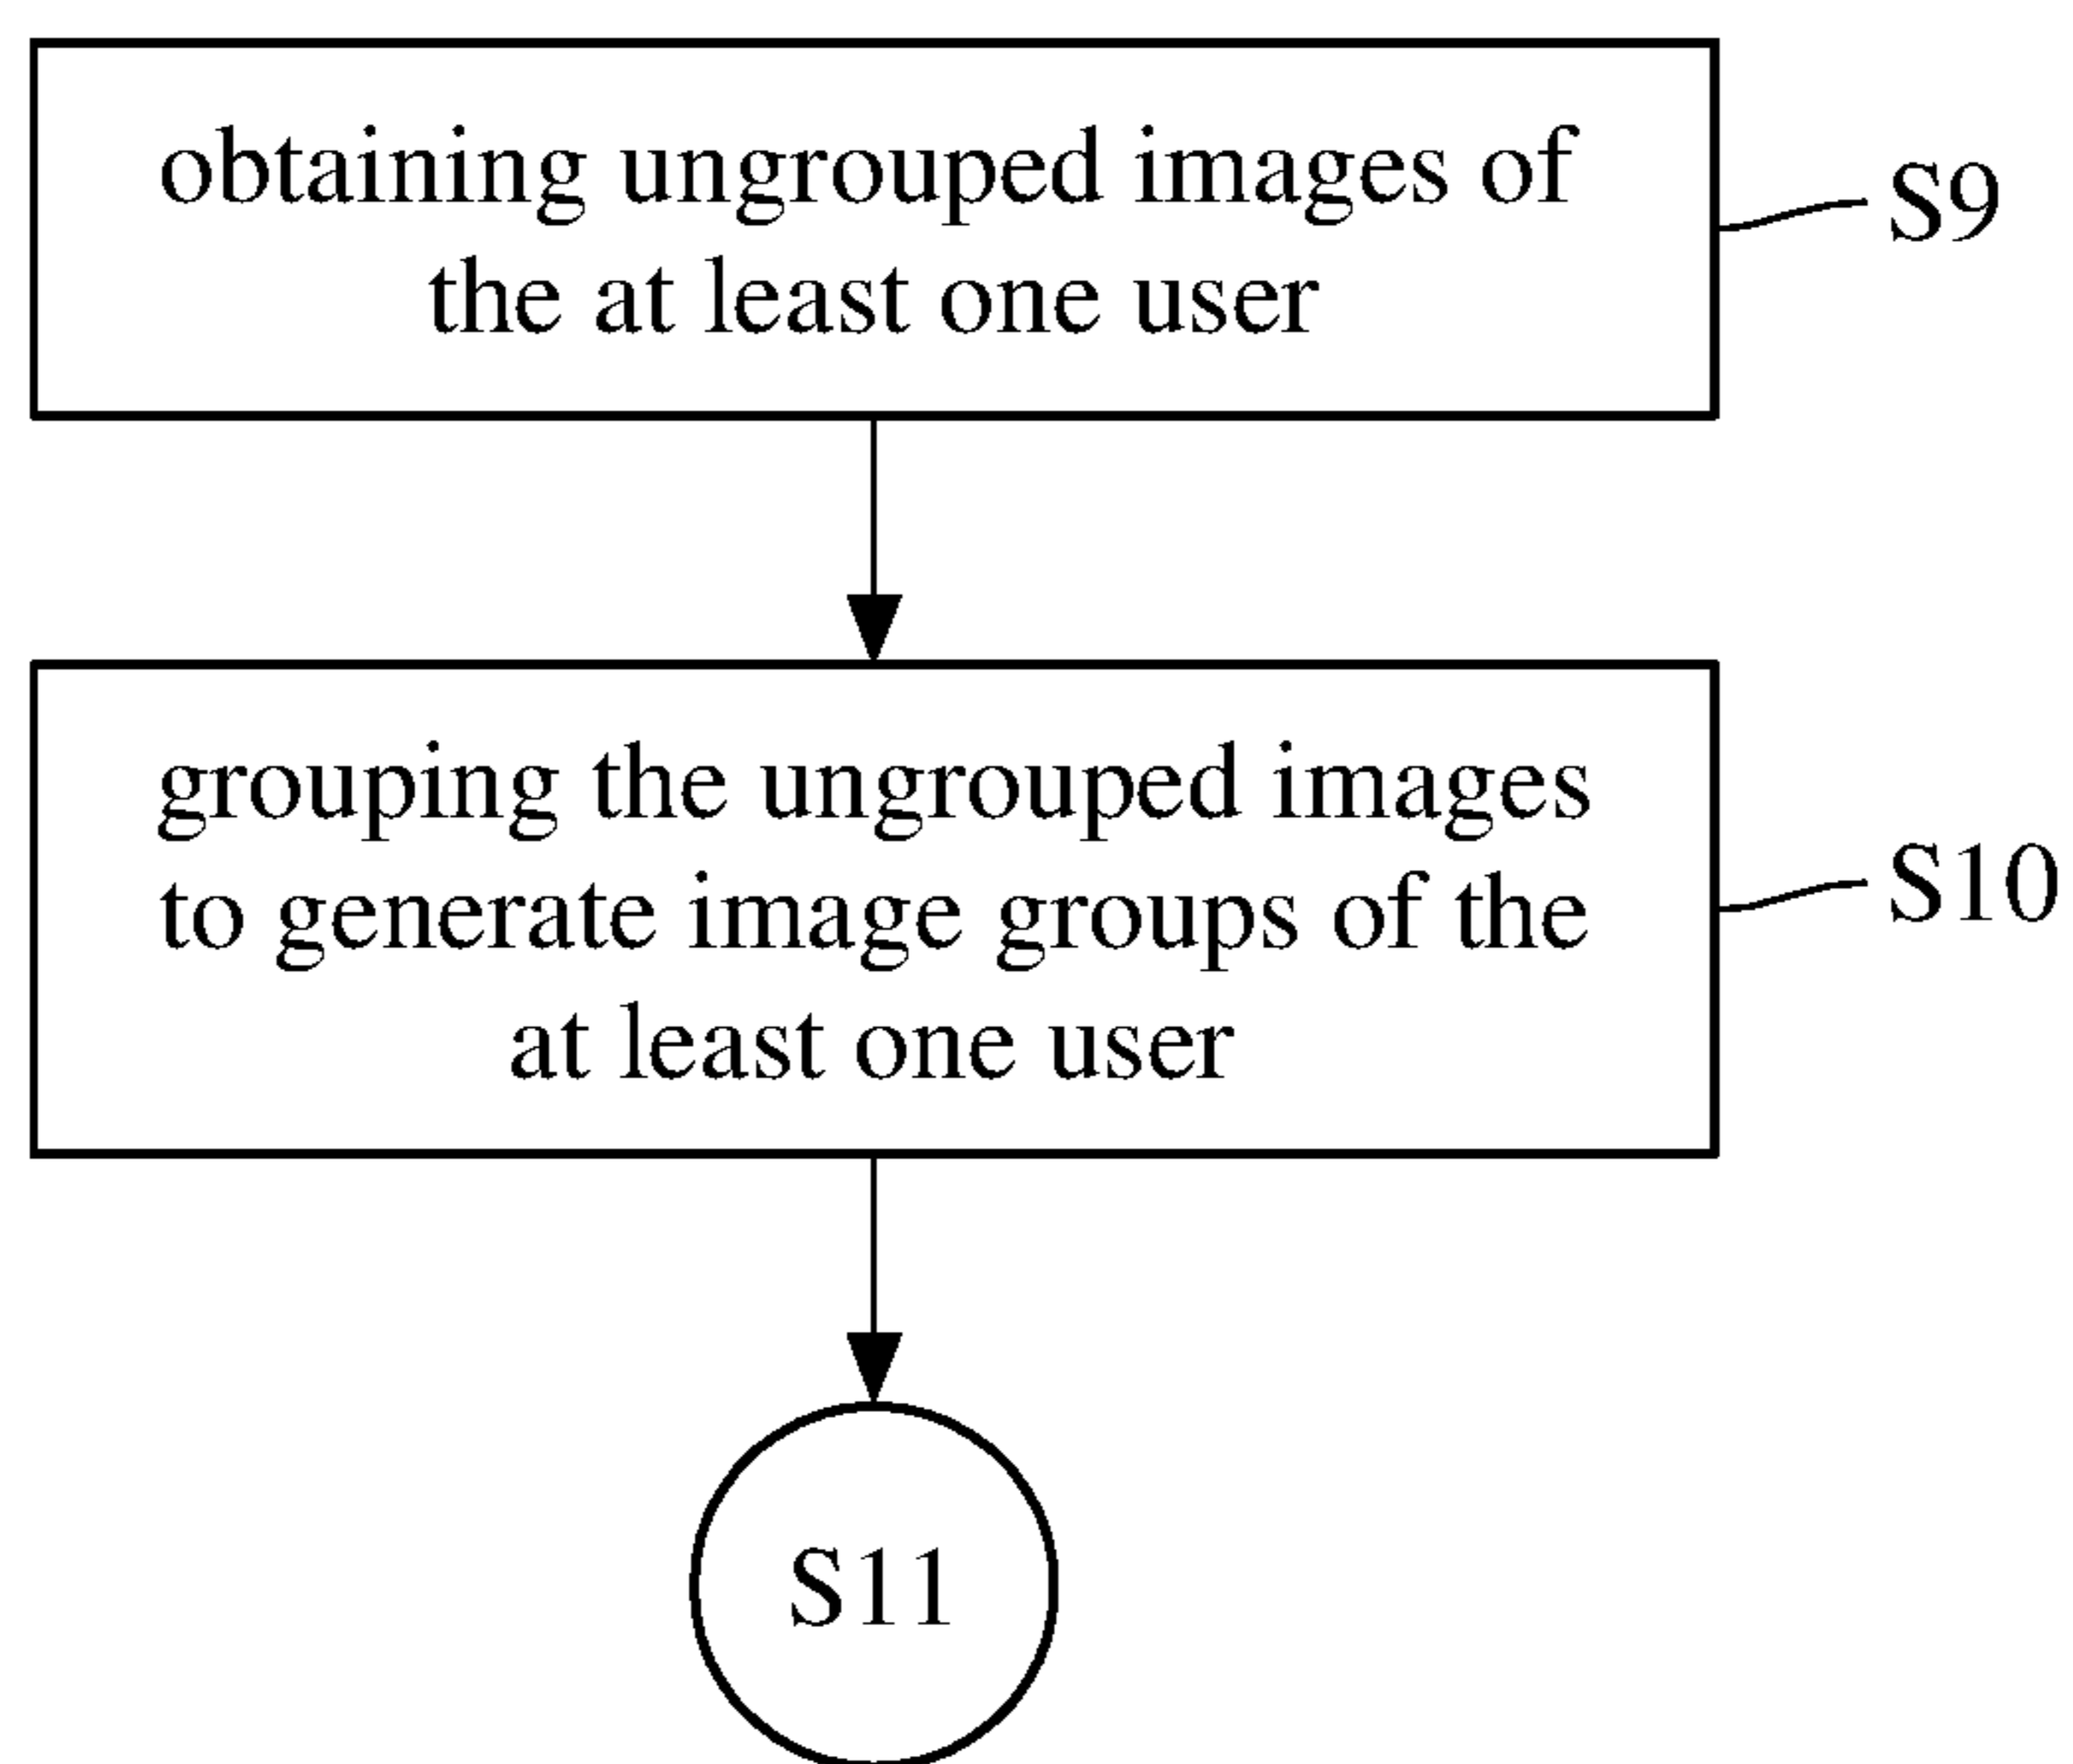 obtaining ungrouped images of
the at least one user
S9
grouping the ungrouped images
to generate image groups of the
at least one user
S10
S11